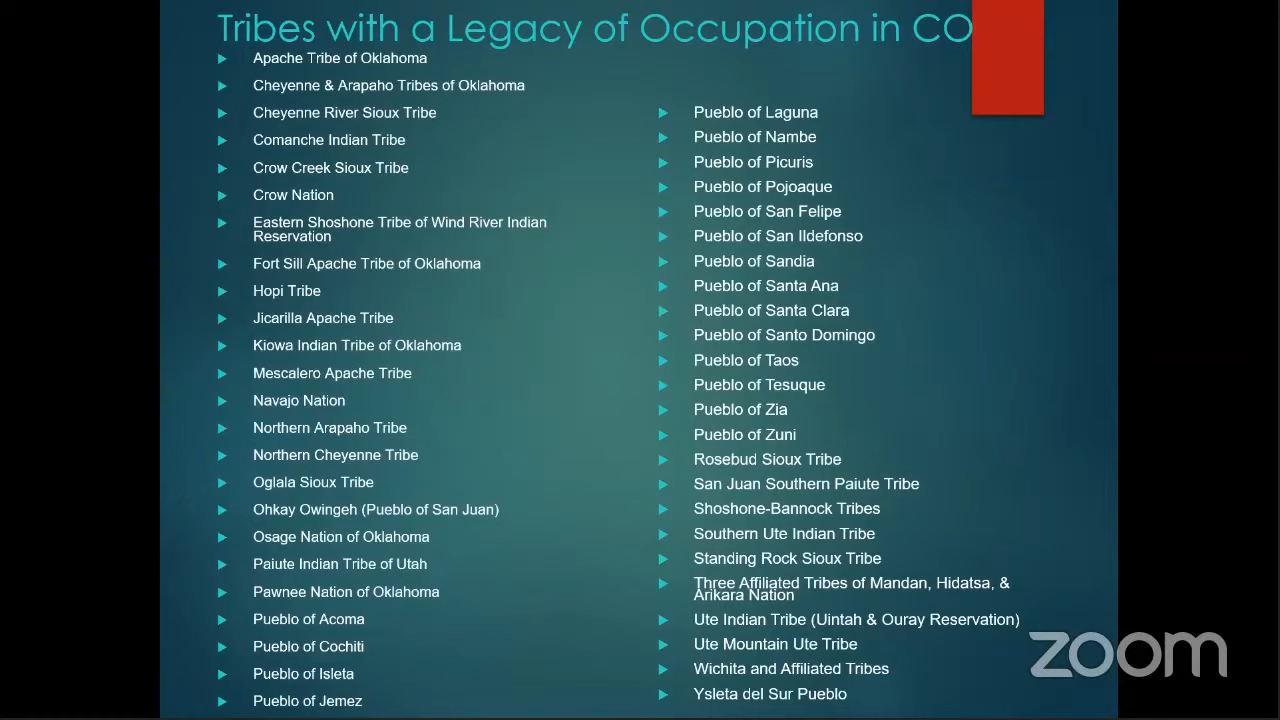 Tribes with a Legacy of Occupation in CO
Apache Tribe of Oklahoma
Cheyenne & Arapaho Tribes of Oklahoma
Cheyenne River Sioux Tribe
Comanche Indian Tribe
Crow Creek Sioux Tribe
Crow Nation
Eastern Shoshone Tribe of Wind River Indian
Reservation
Fort Sill Apache Tribe of Oklahoma
Hopi Tribe
Jicarilla Apache Tribe
Kiowa Indian Tribe of Oklahoma
Mescalero Apache Tribe
Navajo Nation
Northern Arapaho Tribe
Northern Cheyenne Tribe
Oglala Sioux Tribe
Ohkay Owingeh (Pueblo of San Juan)
Osage Nation of Oklahoma
Paiute Indian Tribe of Utah
Pawnee Nation of Oklahoma
Pueblo of Acoma
Pueblo of Cochiti
Pueblo of Isleta
Pueblo of Jemez
Pueblo of Laguna
Pueblo of Nambe
Pueblo of Picuris
Pueblo of Pojoaque
Pueblo of San Felipe
Pueblo of San Ildefonso
Pueblo of Sandia
Pueblo of Santa Ana
Pueblo of Santa Clara
Pueblo of Santo Domingo
Pueblo of Taos
Pueblo of Tesuque
Pueblo of Zia
Pueblo of Zuni
Rosebud Sioux Tribe
San Juan Southern Paiute Tribe
Shoshone-Bannock Tribes
Southern Ute Indian Tribe
Standing Rock Sioux Tribe
Three Affiliated Tribes of Mandan, Hidatsa, &
Arikara Nation
Ute Indian Tribe (Uintah & Ouray Reservation)
Ute Mountain Ute Tribe
Wichita and Affiliated Tribes
Ysleta del Sur Pueblo
zoom